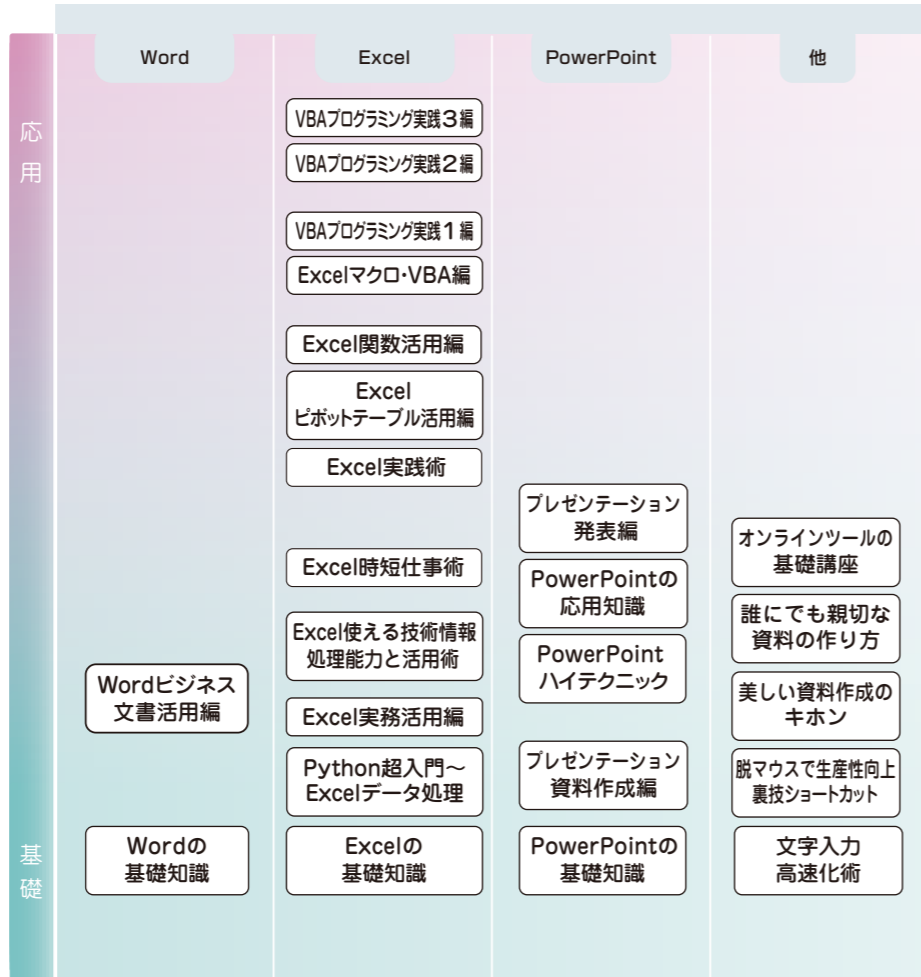 Word
Excel
PowerPoint
他
応
用
基
礎
Wordビジネス
文書活用編
Wordの
基礎知識
VBAプログラミング実践3編
VBAプログラミング実践2編
VBAプログラミング実践1編
Excelマクロ・VBA編
Excel関数活用編
Excel
ピボットテーブル活用編
Excel実践術
Excel時短仕事術
Excel使える技術情報
処理能力と活用術
Excel実務活用編
Python超入門〜
Excelデータ処理
Excelの
基礎知識
プレゼンテーション
発表編
PowerPointの
応用知識
PowerPoint
ハイテクニック
プレゼンテーション
資料作成編
PowerPointの
基礎知識
オンラインツールの
基礎講座
誰にでも親切な
資料の作り方
美しい資料作成の
キホン
脱マウスで生産性向上
裏技ショートカット
文字入力
高速化術